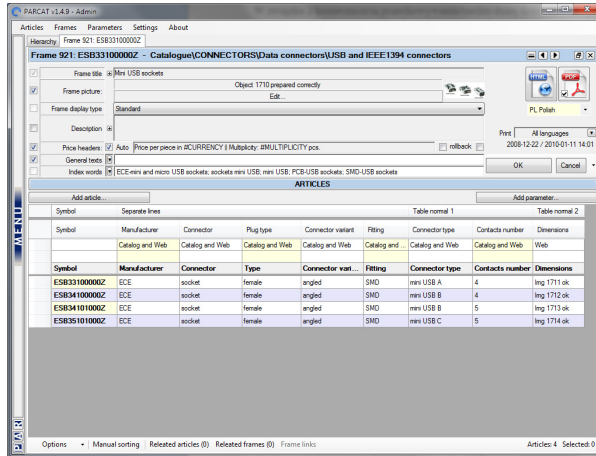 PARCAT v1.4.9 - Admin
Articles Frames Parameters Settings About
Hierarchy Frame 921: ESB33100000Z
Frame 921: ESB33100000Z - Catalogue\CONNECTORS\Data connectors\USB and IEEE1394 connectors
Frame title Mini USB sockets
Frame picture: Object 1710 prepared correctly
Edit...
HTML PDF
Frame display type Standard
PL Polish
Description
Print All languages
Price headers: Auto Price per piece in #CURRENCY || Multiplicity: #MULTIPLICITY pcs. rollback
2008-12-22 / 2010-01-11 14:01
General texts
Index words ECE-mini and micro USB sockets; sockets mini USB; mini USB; PCB-USB sockets; SMD-USB sockets
OK Cancel
ARTICLES
Add article... Add parameter...
Symbol Separate lines Table normal 1 Table normal 2
Symbol Manufacturer Connector Plug type Connector variant Fitting Connector type Contacts number Dimensions
Catalog and Web Catalog and Web Catalog and Web Catalog and Web Catalog and ... Catalog and Web Catalog and Web Web
Symbol Manufacturer Connector Type Connector vari... Fitting Connector type Contacts number Dimensions
ESB33100000Z ECE socket female angled SMD mini USB A 4 Img 1711 ok
ESB34100000Z ECE socket female angled SMD mini USB B 4 Img 1712 ok
ESB34101000Z ECE socket female angled SMD mini USB B 5 Img 1713 ok
ESB35101000Z ECE socket female angled SMD mini USB C 5 Img 1714 ok
MENU
Options Manual sorting Releated articles (0) Releated frames (0) Frame links Articles: 4 Selected: 0